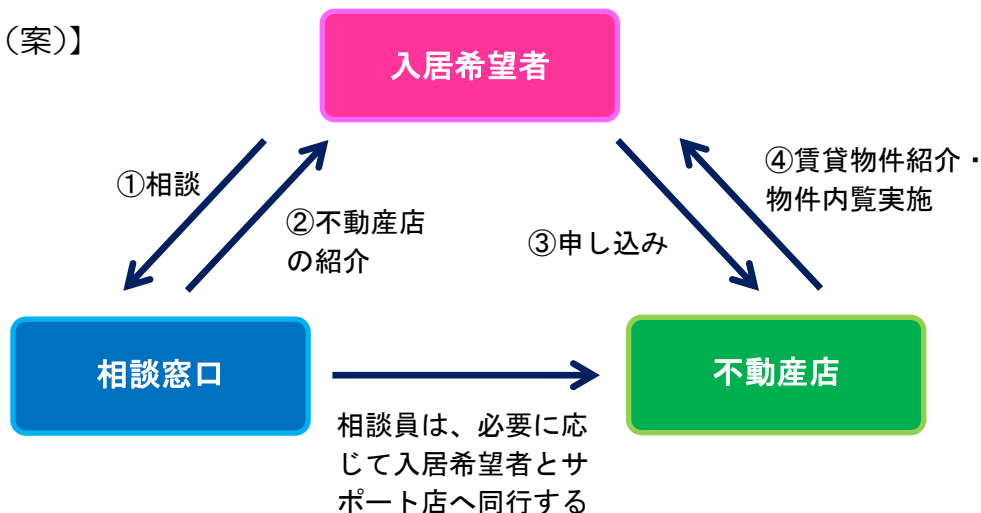 (案)】
入居希望者
①相談
②不動産店
の紹介
③申し込み
④賃貸物件紹介・
物件内覧実施
相談窓口
不動産店
相談員は、必要に応
じて入居希望者とサ
ポート店へ同行する